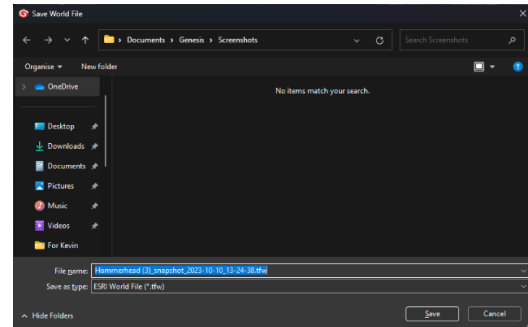 Save World File
Documents › Genesis › Screenshots
Search Screenshots
Organise
New folder
OneDrive
No items match your search.
Desktop
Downloads
Documents
Pictures
Music
Videos
For Kevin
File name: Hammerhead (3)_snapshot_2023-10-10_13-24-38.tfw
Save as type: ESRI World File (*.tfw)
Hide Folders
Save
Cancel